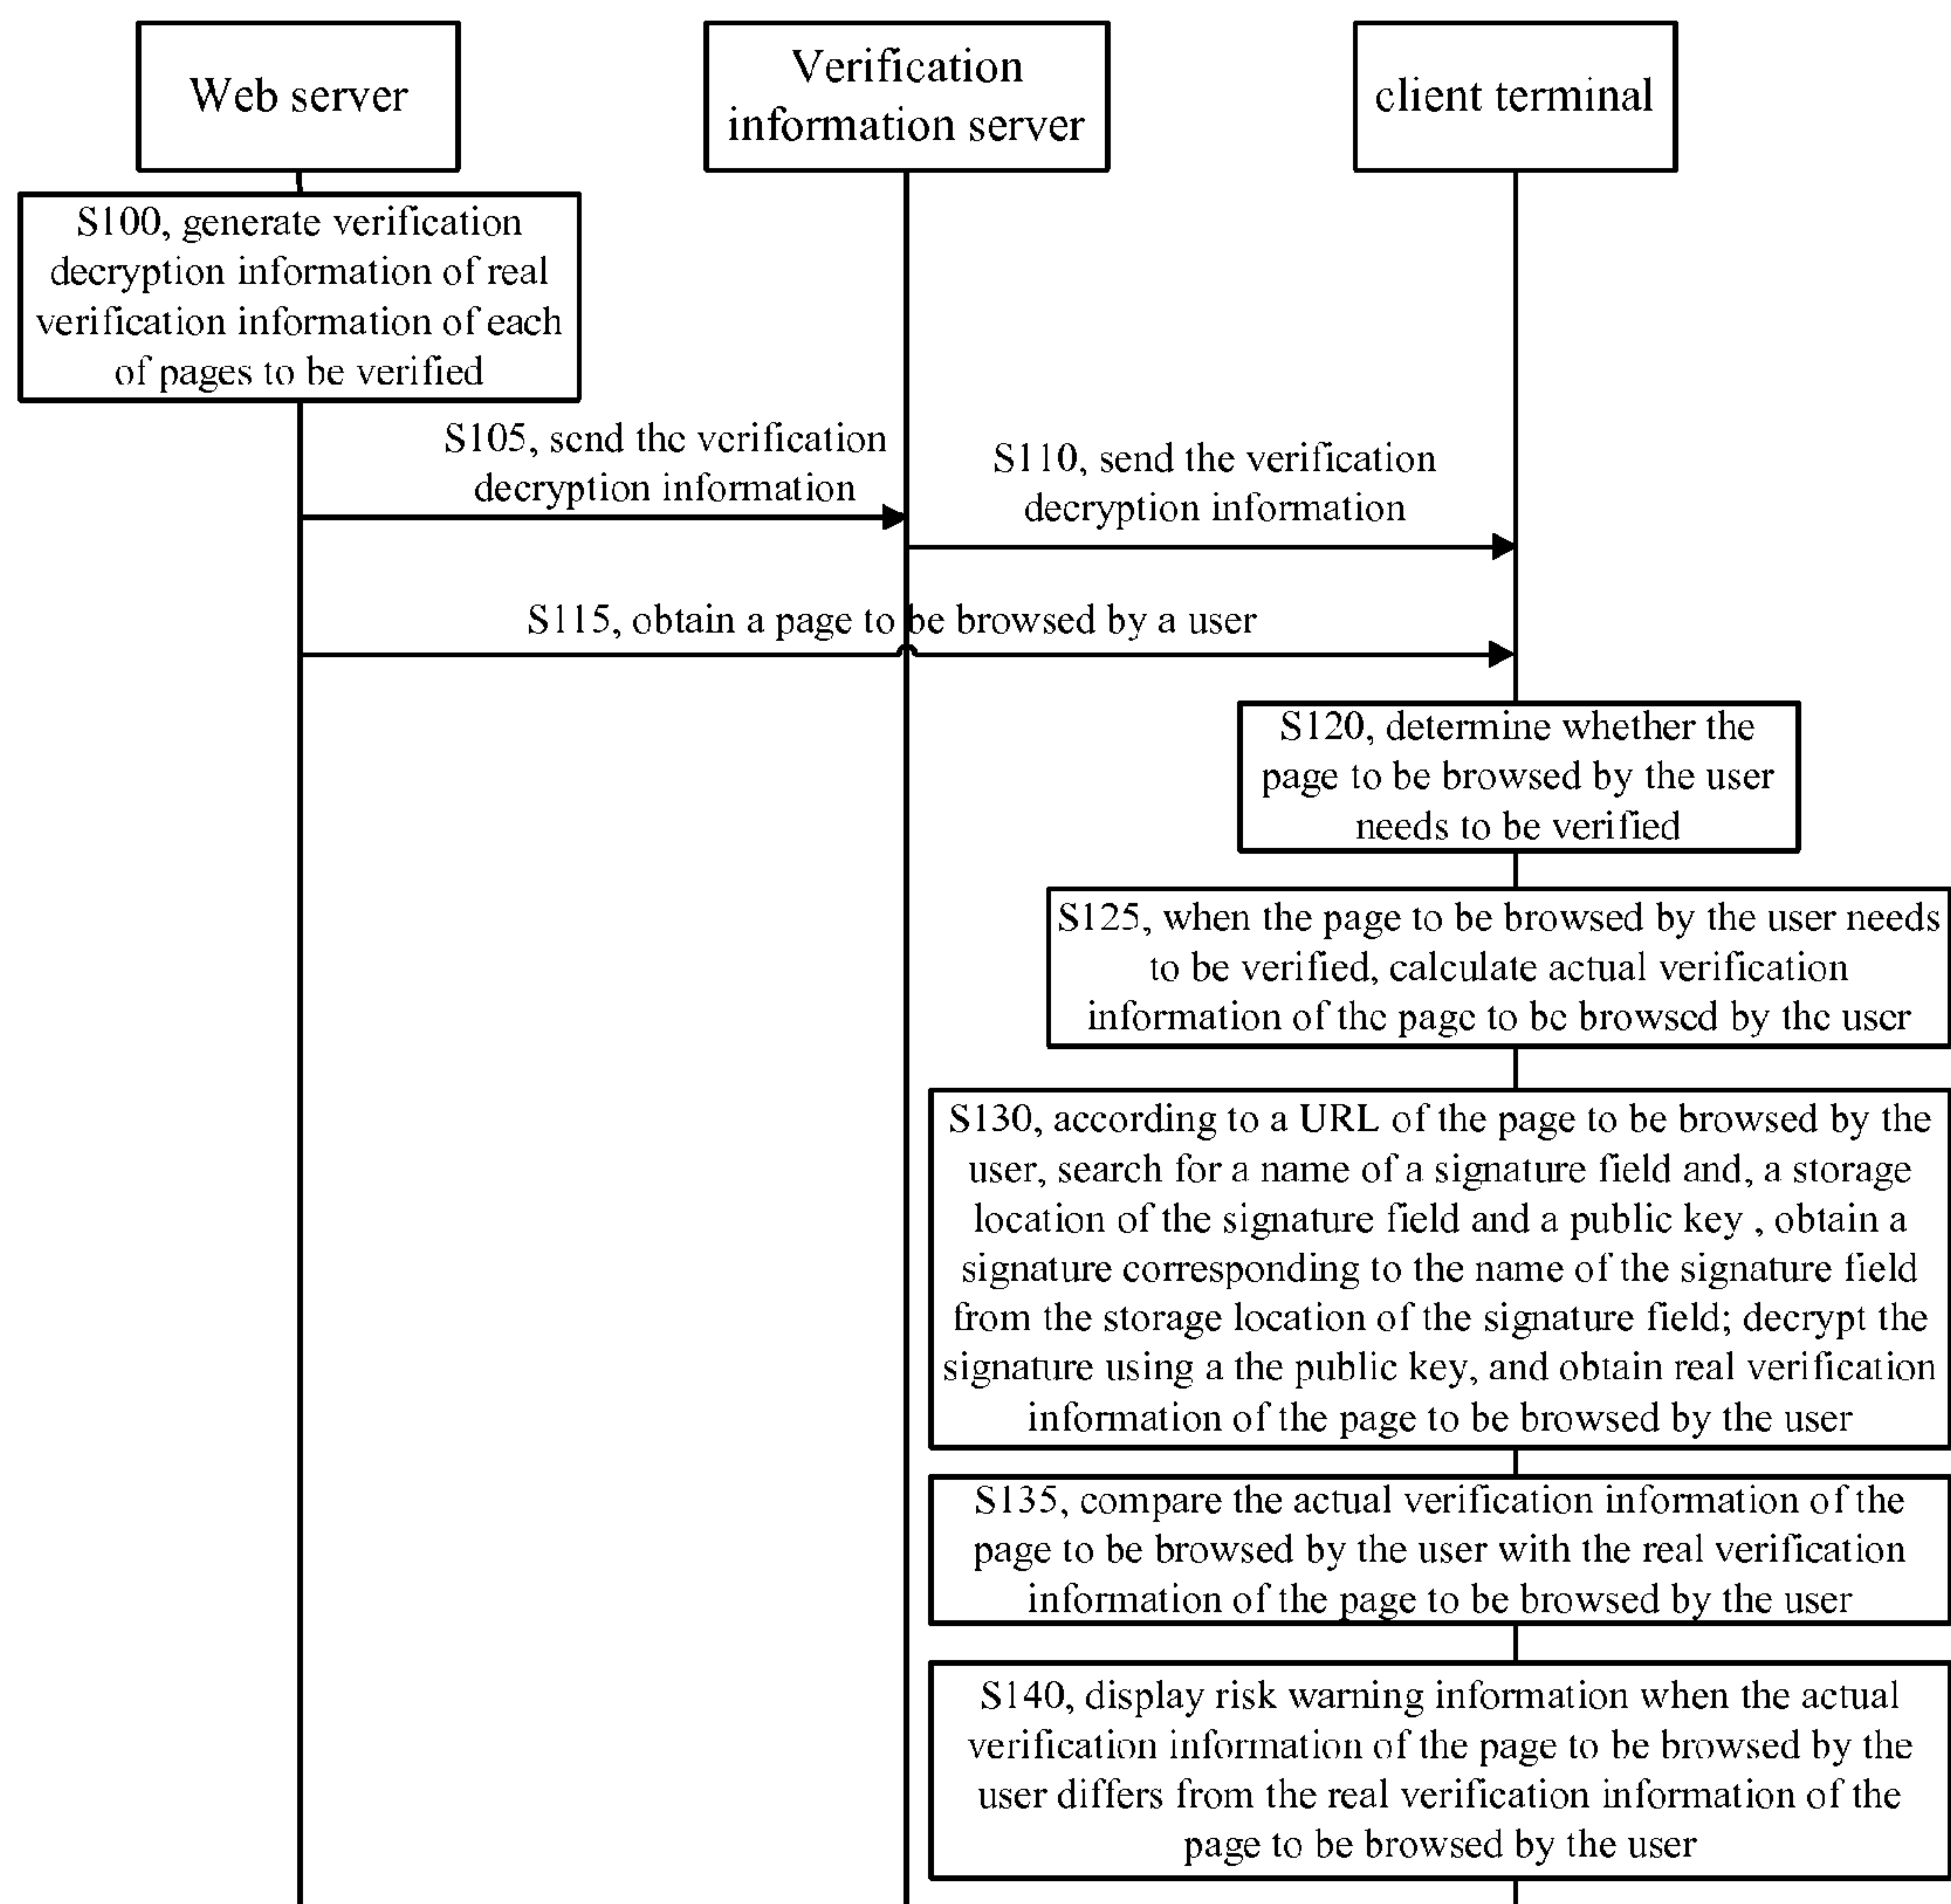 Web server
Verification
information server
client terminal
S100, generate verification
decryption information of real
verification information of each
of pages to be verified
S105, send the verification
decryption information
S110, send the verification
decryption information
S115, obtain a page to be browsed by a user
S120, determine whether the
page to be browsed by the user
needs to be verified
S125, when the page to be browsed by the user needs
to be verified, calculate actual verification
information of the page to be browsed by the user
S130, according to a URL of the page to be browsed by the
user, search for a name of a signature field and, a storage
location of the signature field and a public key , obtain a
signature corresponding to the name of the signature field
from the storage location of the signature field; decrypt the
signature using a the public key, and obtain real verification
information of the page to be browsed by the user
S135, compare the actual verification information of the
page to be browsed by the user with the real verification
information of the page to be browsed by the user
S140, display risk warning information when the actual
verification information of the page to be browsed by the
user differs from the real verification information of the
page to be browsed by the user